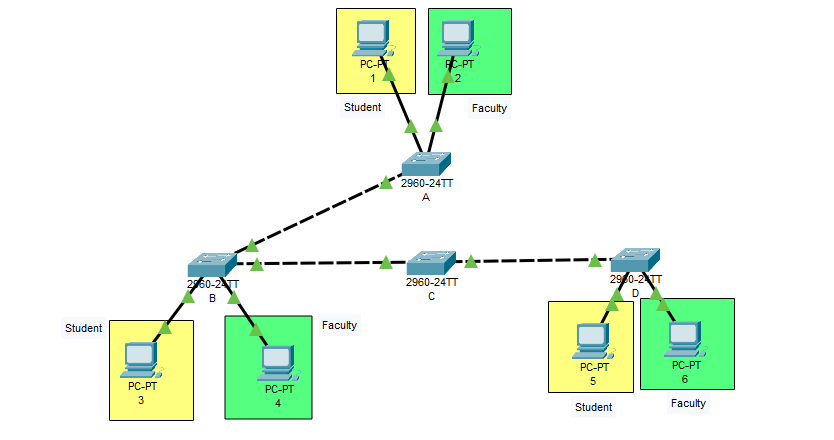 PC-PT
1
PC-PT
2
Student
Faculty
2960-24TT
A
2960-24TT
B
2960-24TT
C
2960-24TT
D
Student
Faculty
PC-PT
3
PC-PT
4
PC-PT
5
PC-PT
6
Student
Faculty